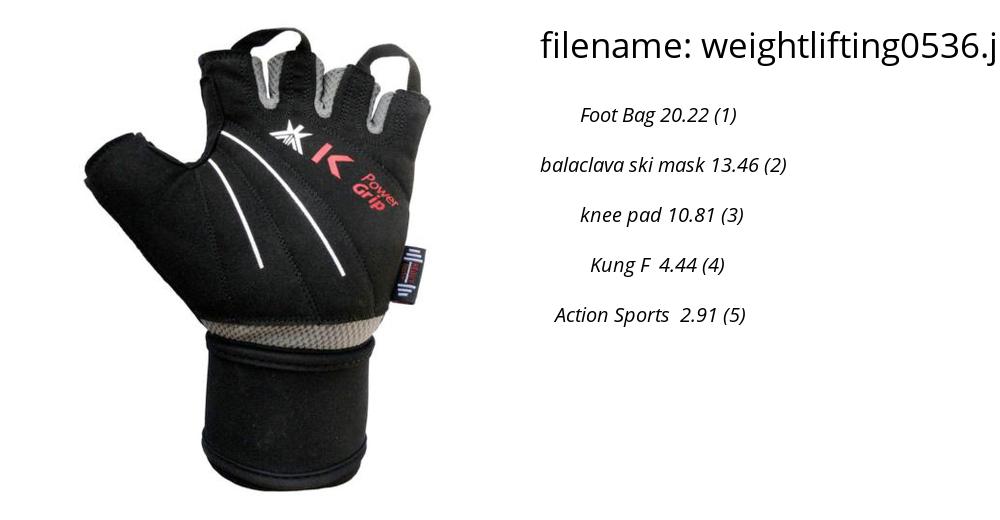 filename: weightlifting0536.j
Foot Bag 20.22 (1)
balaclava ski mask 13.46 (2)
knee pad 10.81 (3)
Kung F 4.44 (4)
Action Sports 2.91 (5)
K
Power
Grip